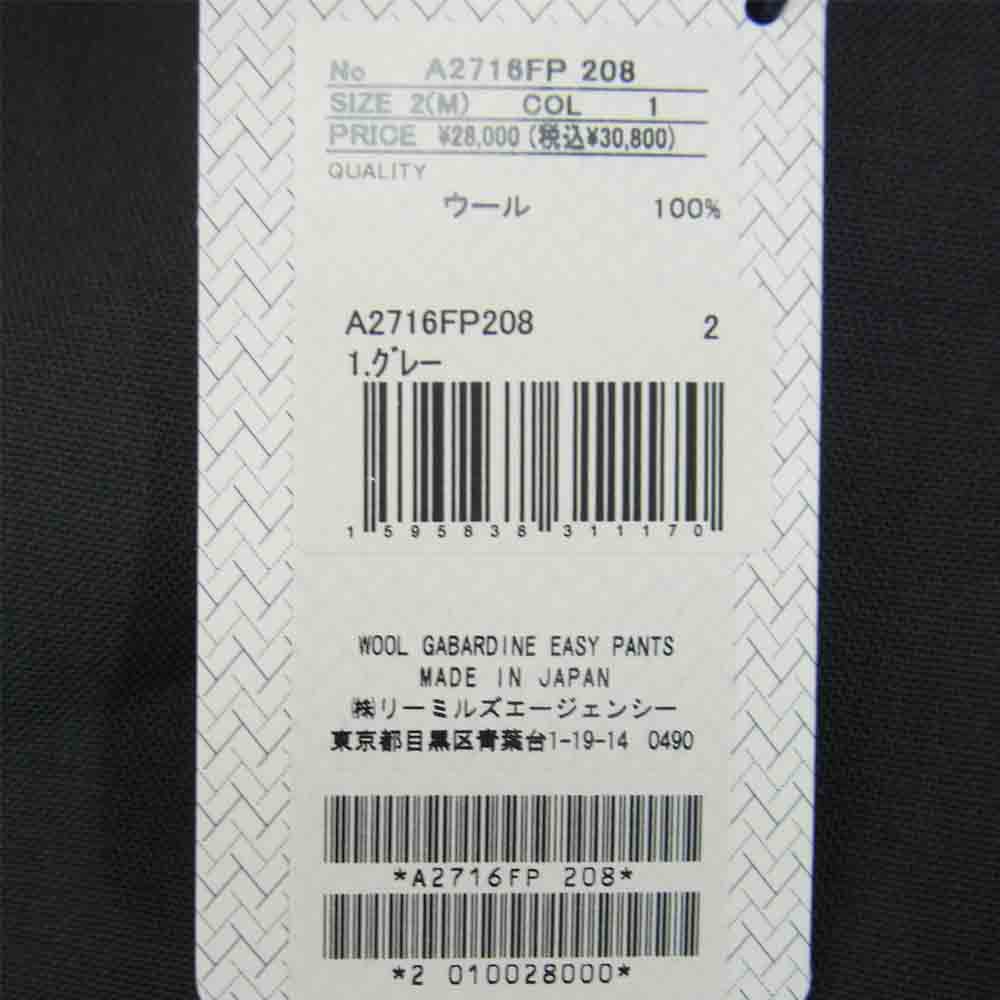 No A2716FP 208
SIZE 2(M) COL 1
PRICE ¥28,000 (税込¥30,800)
QUALITY
ウール 100%
A2716FP208 2
1.グレー
1 595838 311170
WOOL GABARDINE EASY PANTS
MADE IN JAPAN
㈱リーミルズエージェンシー
東京都目黒区青葉台1-19-14 0490
*A2716FP 208*
*2 010028000*